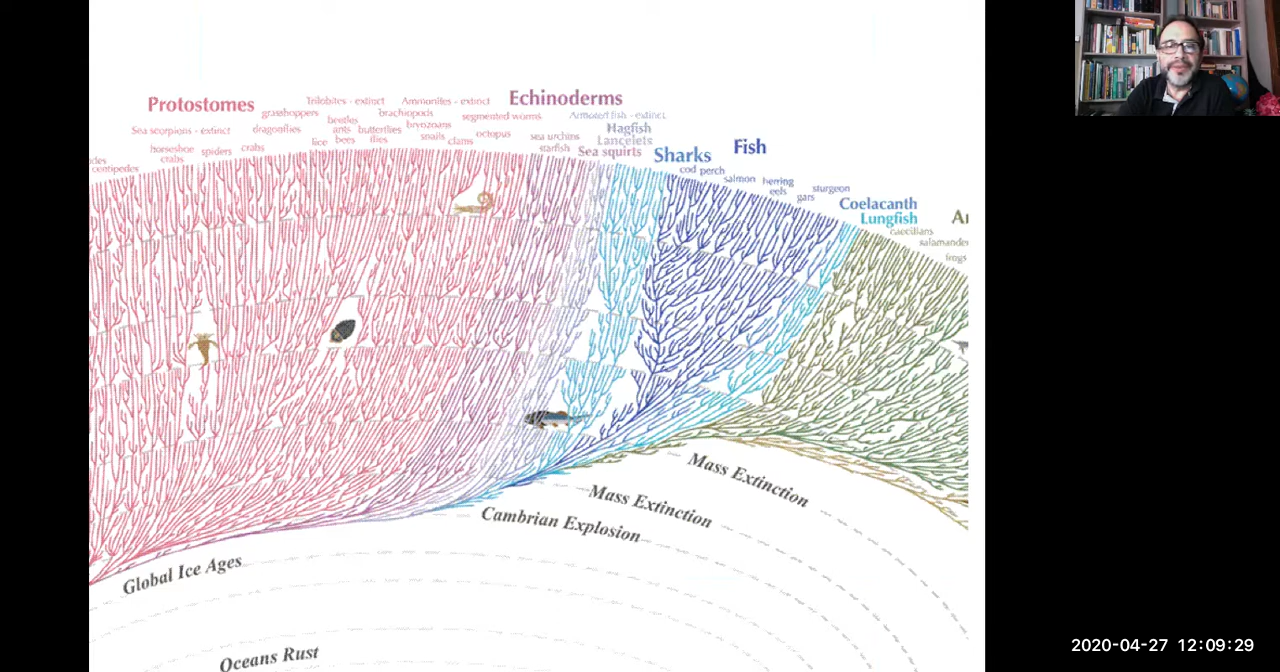 Protostomes
Echinoderms
Trilobites - extinct
Ammonites - extinct
grasshoppers
brachiopods
segmented worms
Armored fish - extinct
beetles
Sea scorpions - extinct
dragonflies
ants
butterflies
bryozoans
octopus
sea urchins
Hagfish
lice
bees
flies
snails
clams
starfish
Lancelets
Sea squirts
horseshoe
crabs
spiders
crabs
centipedes
Sharks
Fish
cod
perch
salmon
herring
eels
gars
sturgeon
Coelacanth
Lungfish
caecilians
salamander
frogs
Mass Extinction
Mass Extinction
Cambrian Explosion
Global Ice Ages
Oceans Rust
2020-04-27 12:09:29